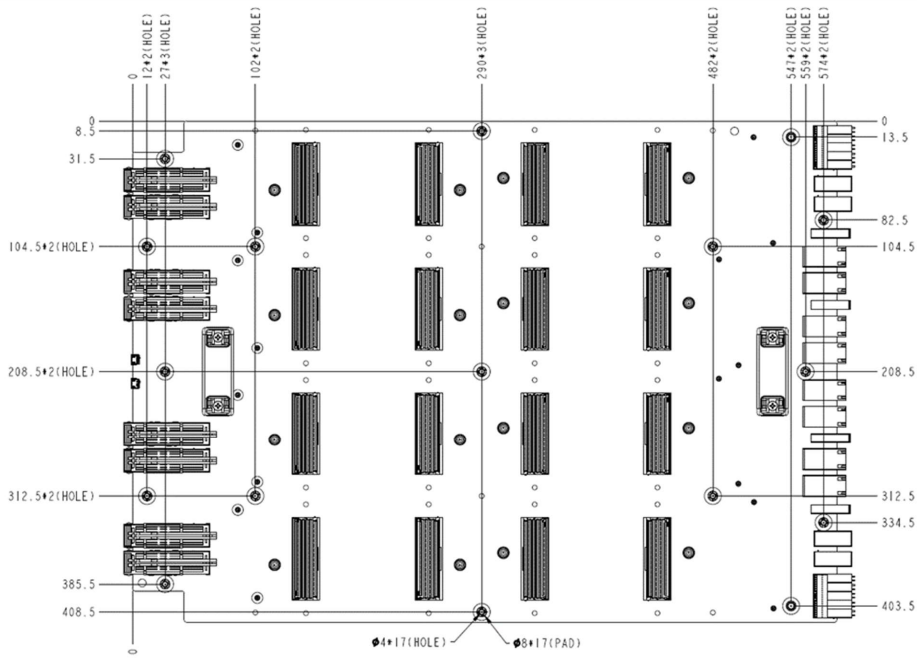 0
12*2(HOLE)
27*3(HOLE)
102*2(HOLE)
290*3(HOLE)
482*2(HOLE)
547*2(HOLE)
559*2(HOLE)
574*2(HOLE)
0
8.5
31.5
104.5*2(HOLE)
208.5*2(HOLE)
312.5*2(HOLE)
385.5
408.5
0
0
13.5
82.5
104.5
208.5
312.5
334.5
403.5
Ø4*17(HOLE)
Ø8*17(PAD)